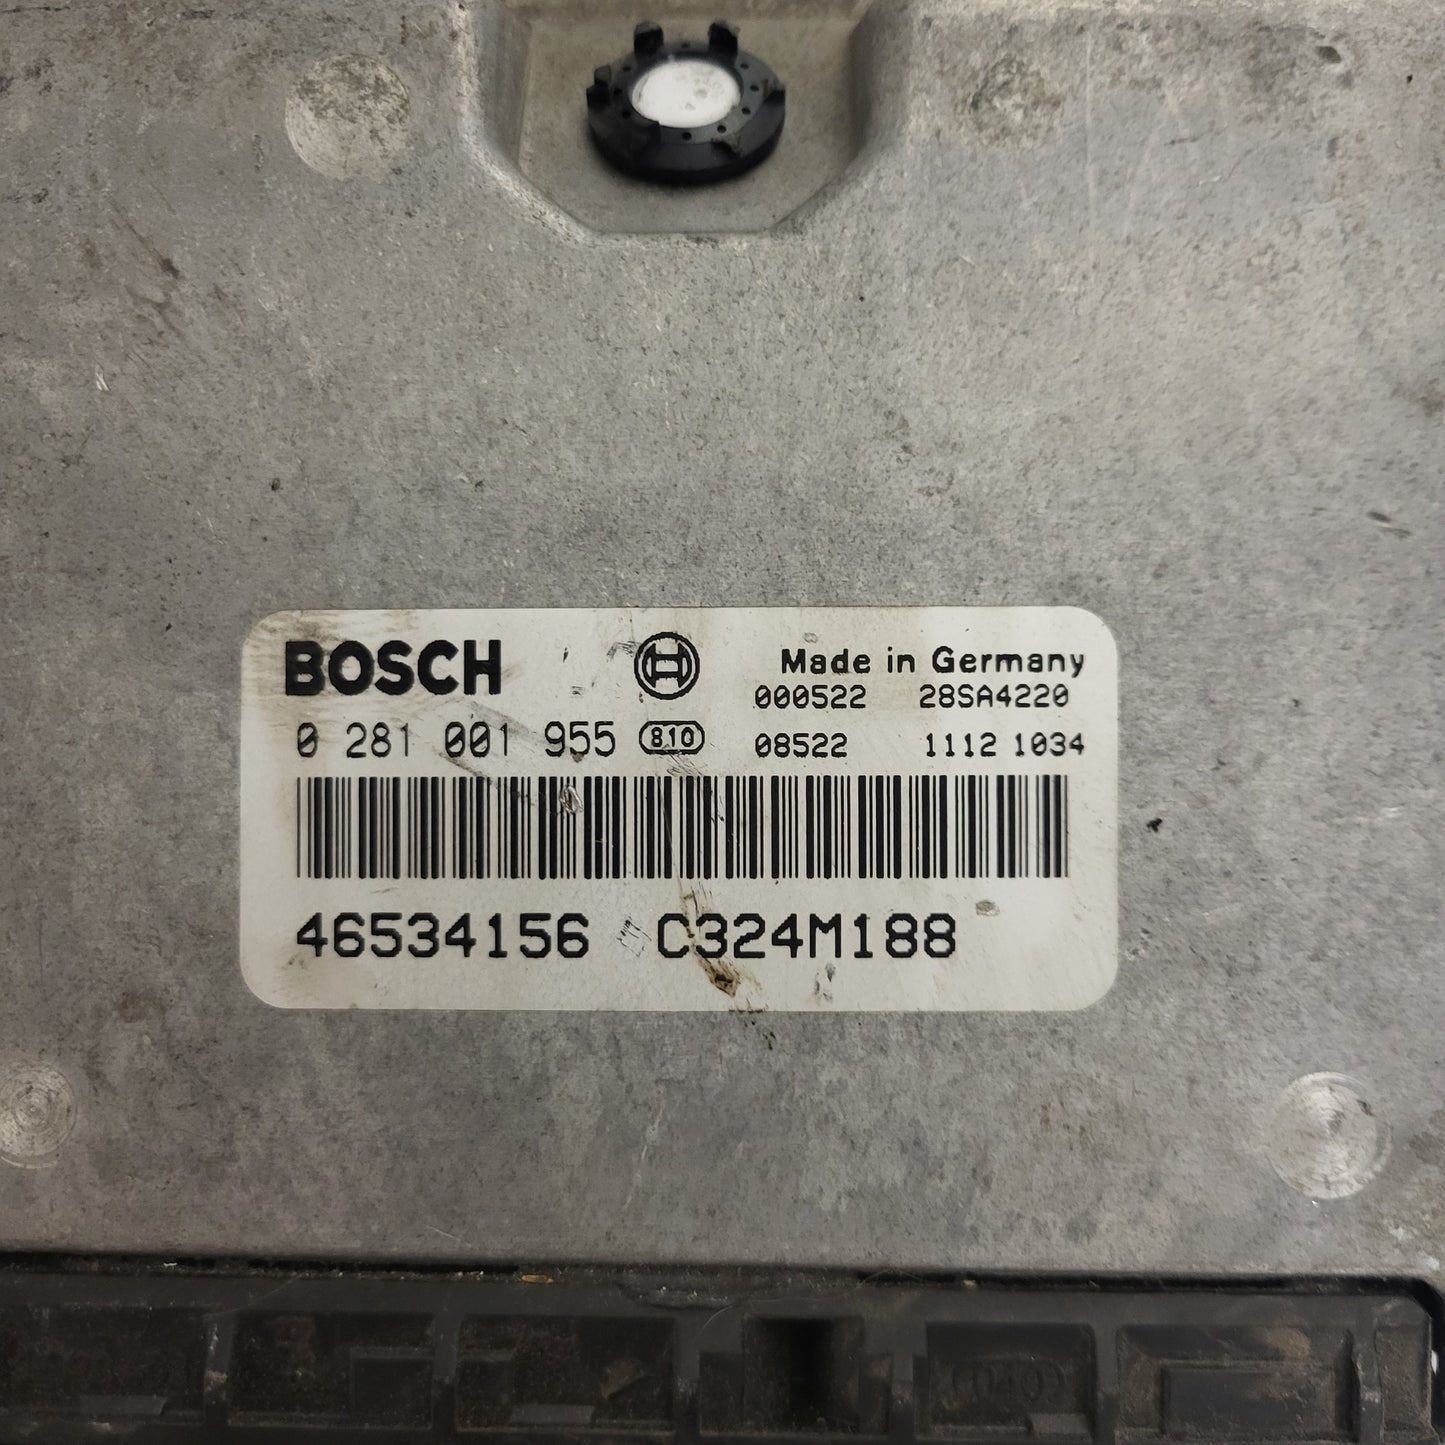 BOSCH Made in Germany
000522 28SA4220
0 281 001 955 810 08522 1112 1034
46534156 C324M188